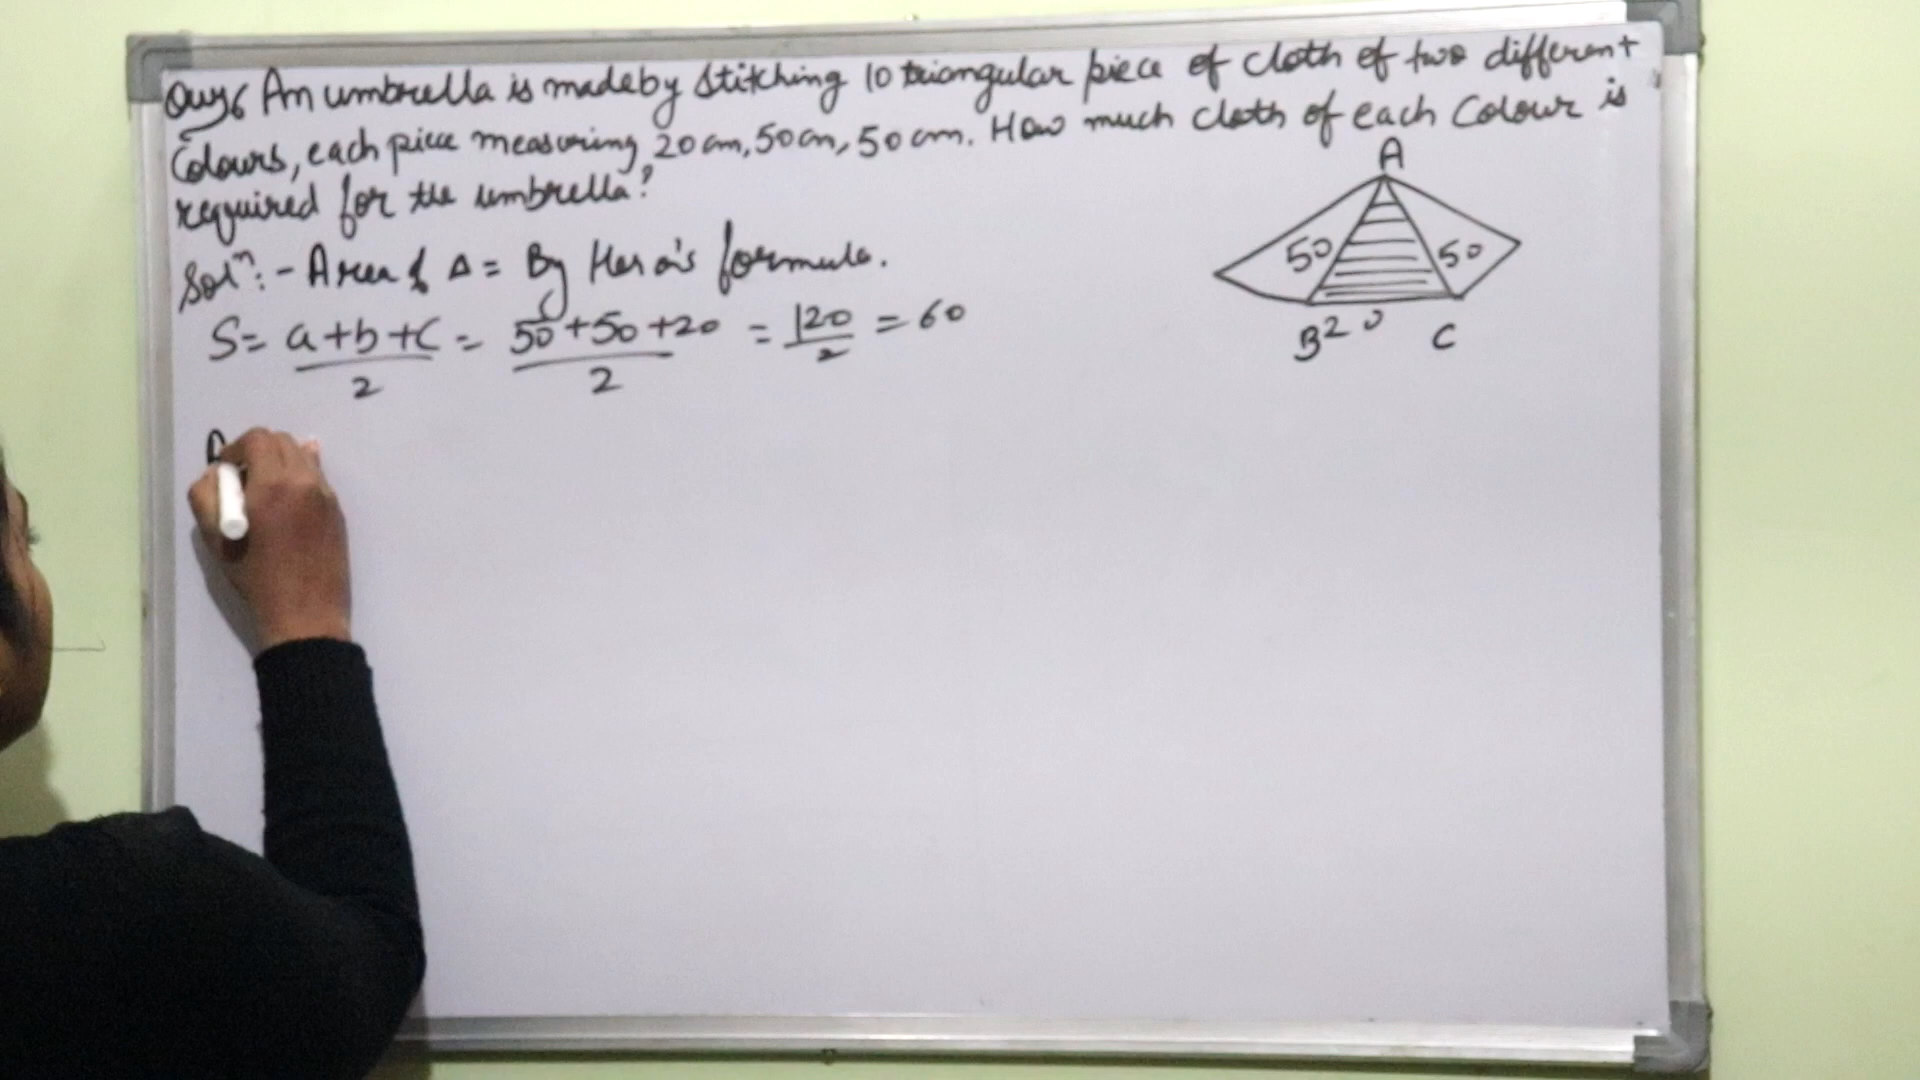 Ques An umbrella is made by Stitching 10 triangular piece of cloth of two different
Colours, each piece measuring 20 cm, 50 cm, 50 cm. How much cloth of each Colour is
required for the umbrella?
Solⁿ:- Area of Δ = By Heron's formula.
S = a+b+c/2 = 50+50+20/2 = 120/2 = 60
A
A
50 50
B 20 C